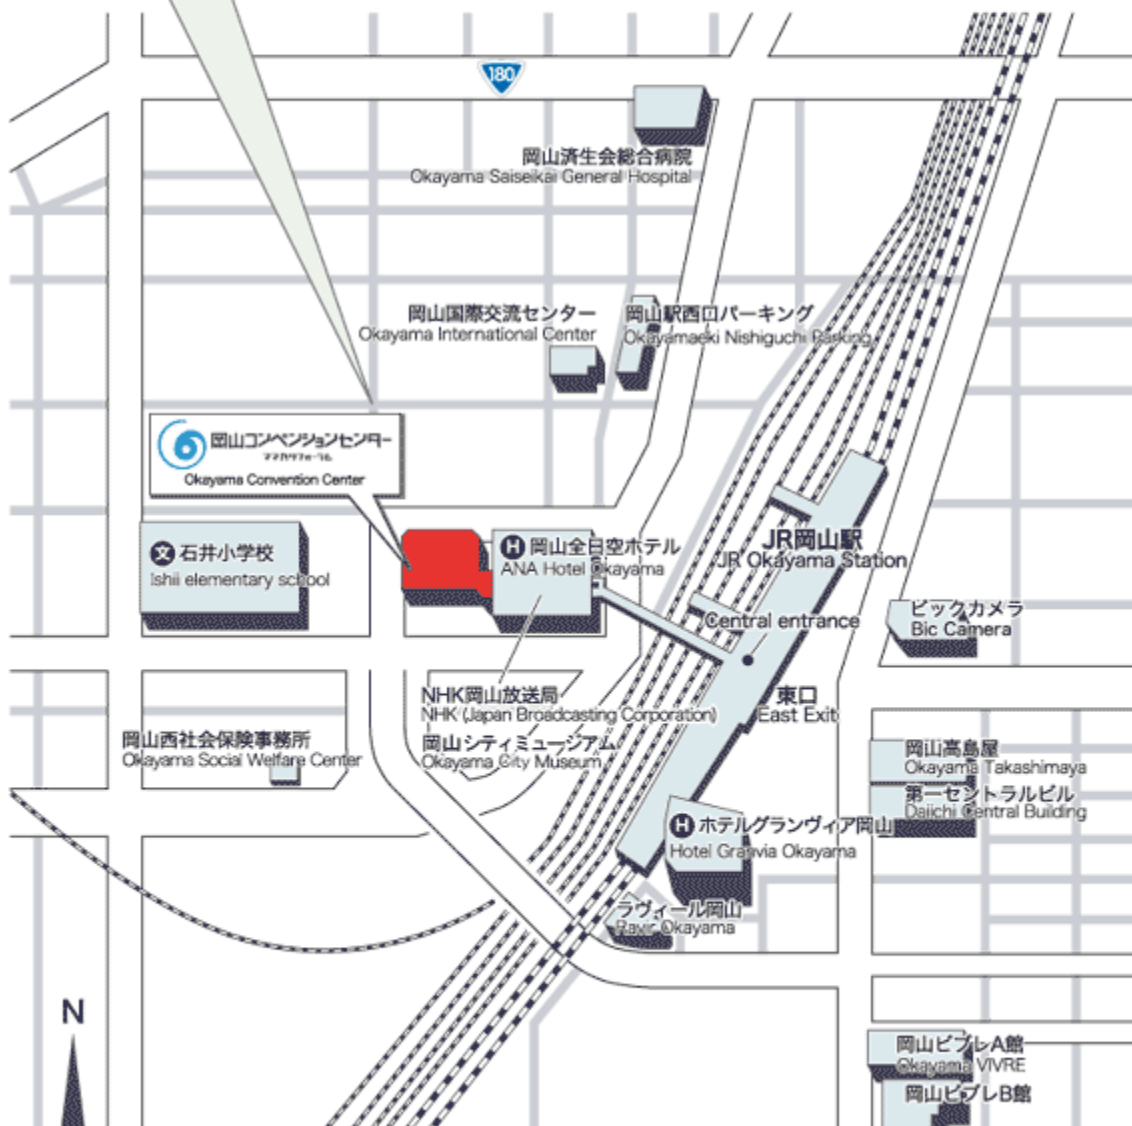 180
岡山済生会総合病院
Okayama Saiseikai General Hospital
岡山国際交流センター
Okayama International Center
岡山駅西口パーキング
Okayamaeki Nishiguchi Parking
岡山コンベンションセンター
ママカリフォーラム
Okayama Convention Center
文 石井小学校
Ishii elementary school
H 岡山全日空ホテル
ANA Hotel Okayama
JR岡山駅
JR Okayama Station
Central entrance
ビックカメラ
Bic Camera
NHK岡山放送局
NHK (Japan Broadcasting Corporation)
岡山シティミュージアム
Okayama City Museum
東口
East Exit
岡山西社会保険事務所
Okayama Social Welfare Center
岡山高島屋
Okayama Takashimaya
第一セントラルビル
Daiichi Central Building
H ホテルグランヴィア岡山
Hotel Granvia Okayama
ラヴィール岡山
Ravir Okayama
N
岡山ビブレA館
Okayama VIVRE
岡山ビブレB館